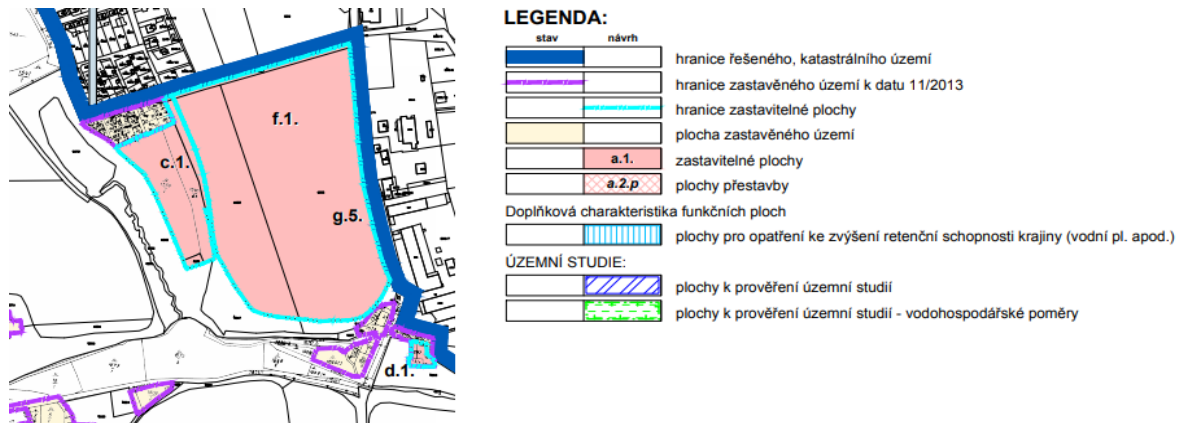 f.1.
c.1.
g.5.
d.1.
LEGENDA:
stav návrh
hranice řešeného, katastrálního území
hranice zastavěného území k datu 11/2013
hranice zastavitelné plochy
plocha zastavěného území
a.1. zastavitelné plochy
a.2.p plochy přestavby
Doplňková charakteristika funkčních ploch
plochy pro opatření ke zvýšení retenční schopnosti krajiny (vodní pl. apod.)
ÚZEMNÍ STUDIE:
plochy k prověření územní studií
plochy k prověření územní studií - vodohospodářské poměry